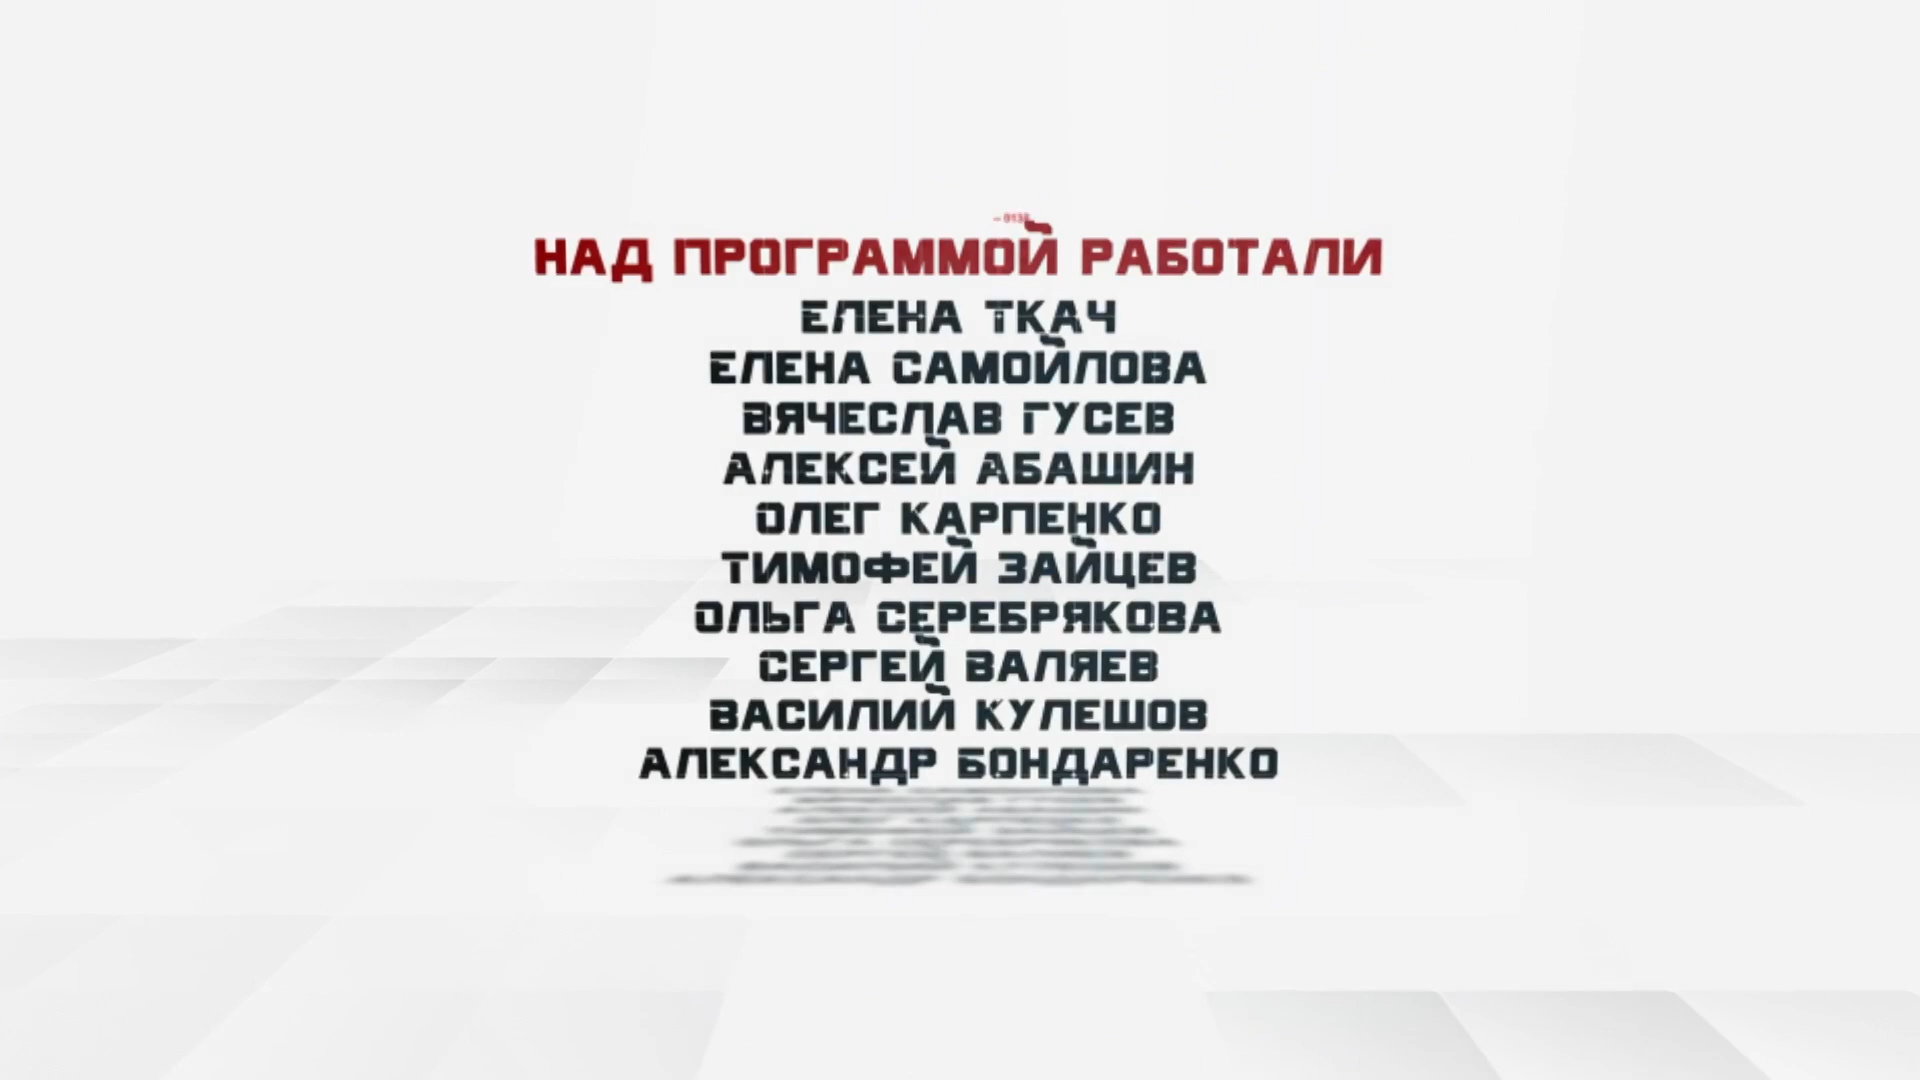 НАД ПРОГРАММОЙ РАБОТАЛИ
ЕЛЕНА ТКАЧ
ЕЛЕНА САМОЙЛОВА
ВЯЧЕСЛАВ ГУСЕВ
АЛЕКСЕЙ АБАШИН
ОЛЕГ КАРПЕНКО
ТИМОФЕЙ ЗАЙЦЕВ
ОЛЬГА СЕРЕБРЯКОВА
СЕРГЕЙ ВАЛЯЕВ
ВАСИЛИЙ КУЛЕШОВ
АЛЕКСАНДР БОНДАРЕНКО